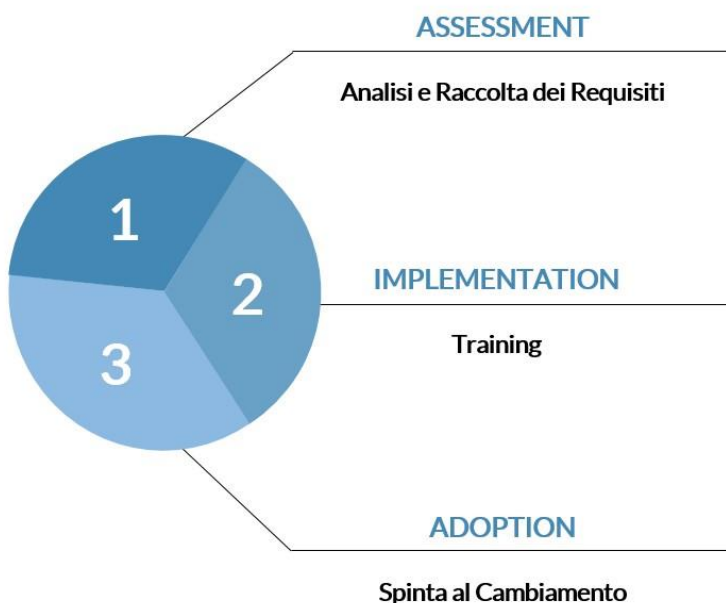 ASSESSMENT
Analisi e Raccolta dei Requisiti
1
2
3
IMPLEMENTATION
Training
ADOPTION
Spinta al Cambiamento